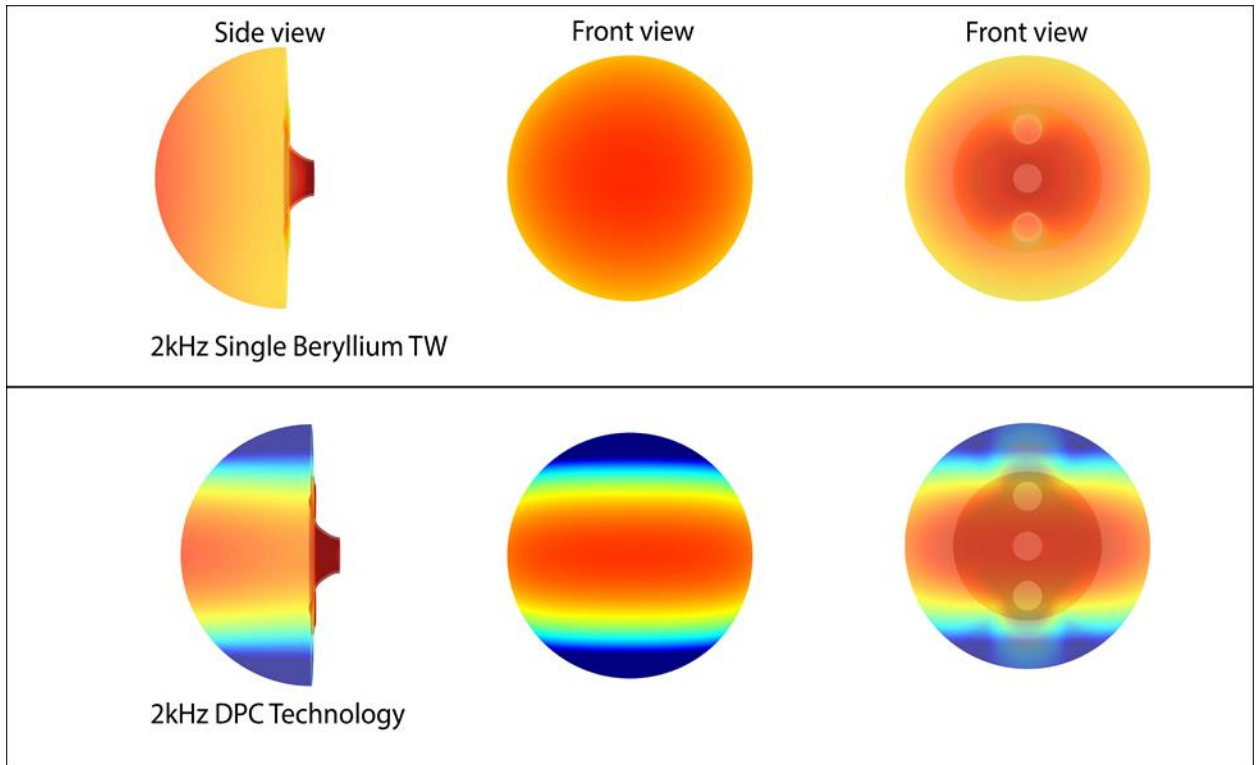 Side view
Front view
Front view
2kHz Single Beryllium TW
2kHz DPC Technology